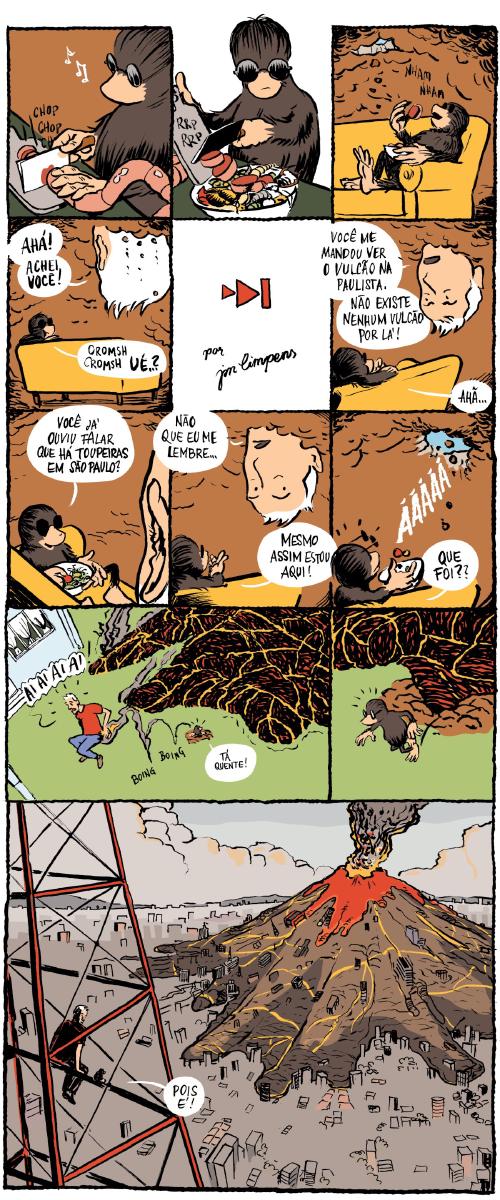 CHOP
CHOP
CH
RRP
RRP
NHAM
NHAM
AHÁ!
ACHEI
VOCÊ!
CROMSH
CROMSH UÉ..?
por
jm limpens
VOCÊ ME
MANDOU VER
O VULCÃO NA
PAULISTA.
NÃO EXISTE
NENHUM VULCÃO
POR LÁ!
AHÃ...
VOCÊ JÁ
OUVIU FALAR
QUE HÁ TOUPEIRAS
EM SÃO PAULO?
NÃO
QUE EU ME
LEMBRE...
MESMO
ASSIM ESTOU
AQUI!
ÁÁÁÁÁÁ
QUE
FOI??
AI AI AI AI
BOING
BOING
TÁ
QUENTE!
POIS
É!